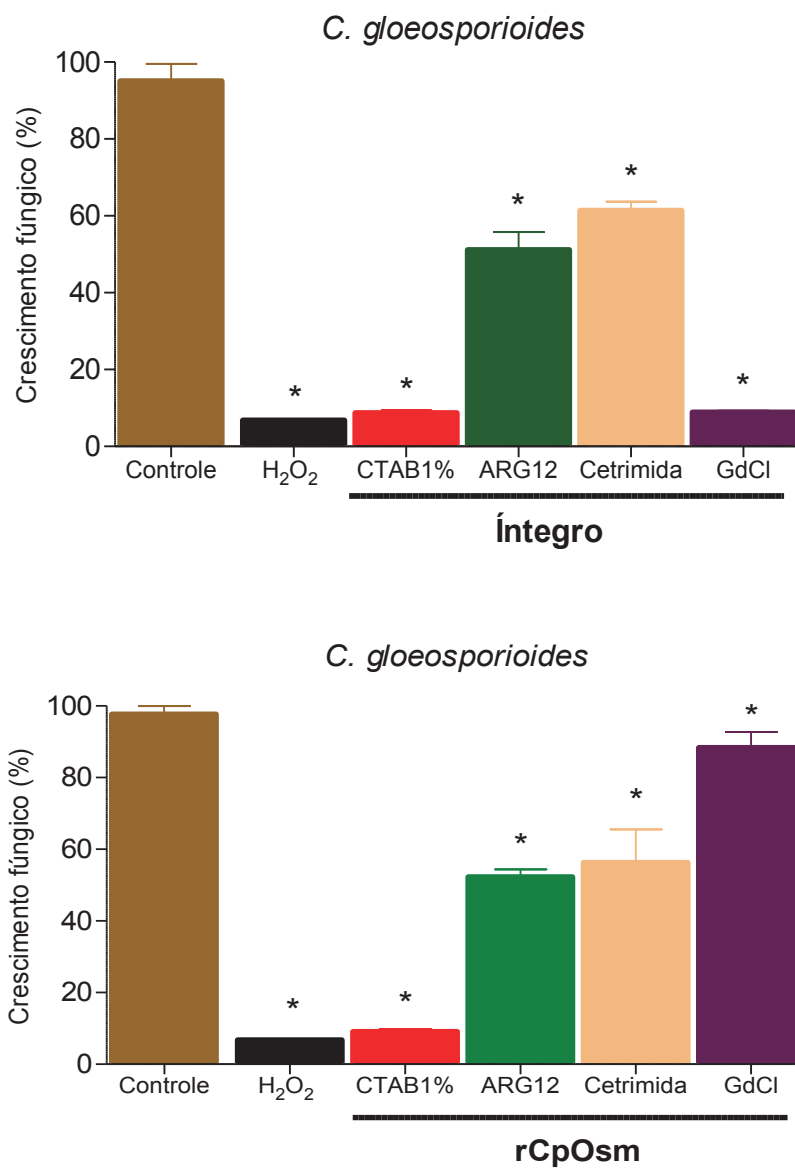 C. gloeosporioides
Crescimento fúngico (%)
100
80
60
40
20
0
* * * * *
Controle H₂O₂ CTAB1% ARG12 Cetrimida GdCl
Íntegro
C. gloeosporioides
Crescimento fúngico (%)
100
80
60
40
20
0
* * * * *
Controle H₂O₂ CTAB1% ARG12 Cetrimida GdCl
rCpOsm